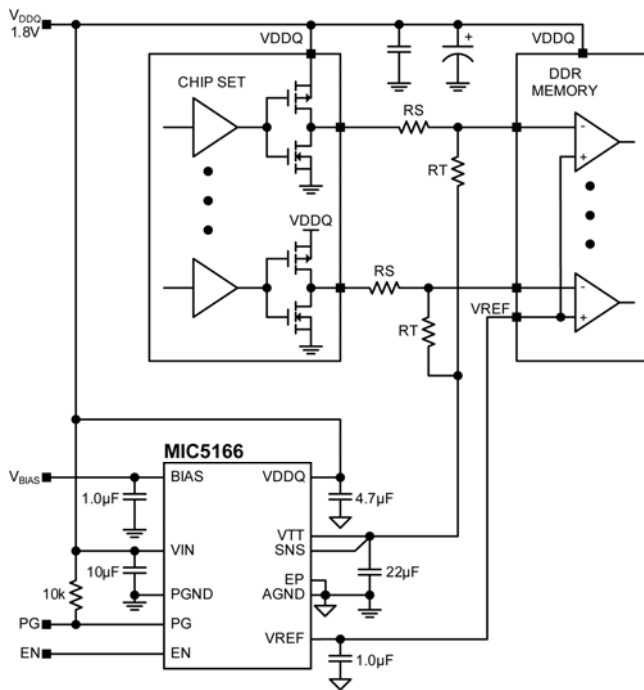 VDDQ
1.8V
VDDQ
VDDQ
CHIP SET
DDR
MEMORY
RS
RT
VDDQ
RS
RT
VREF
+
-
+
-
+
MIC5166
VBIAS
BIAS
VDDQ
1.0µF
4.7µF
VTT
VIN
SNS
10µF
22µF
10k
EP
PGND
AGND
PG
PG
VREF
EN
EN
1.0µF